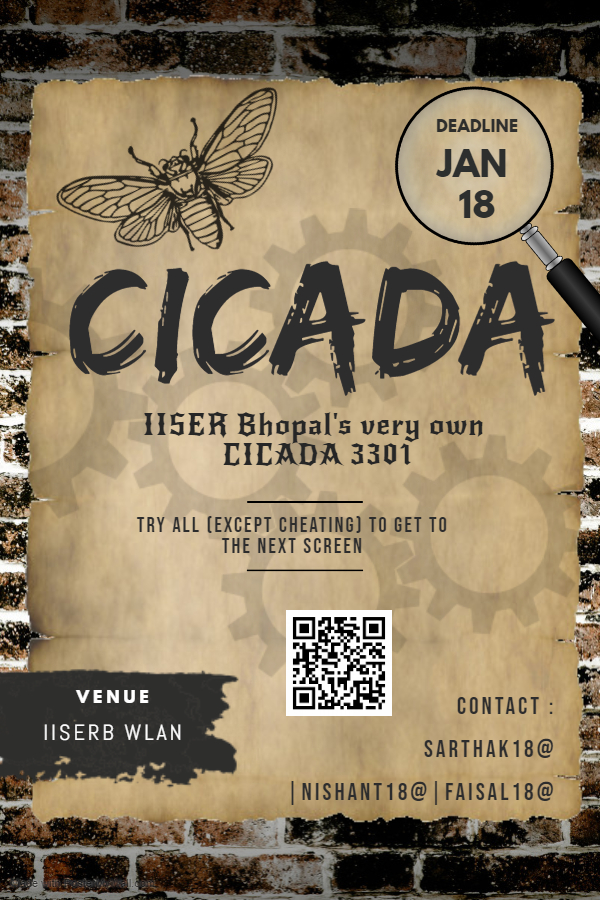 DEADLINE
JAN
18
CICADA
IISER Bhopal's very own
CICADA 3301
TRY ALL (EXCEPT CHEATING) TO GET TO
THE NEXT SCREEN
VENUE
IISERB WLAN
CONTACT :
SARTHAK18@
|NISHANT18@|FAISAL18@